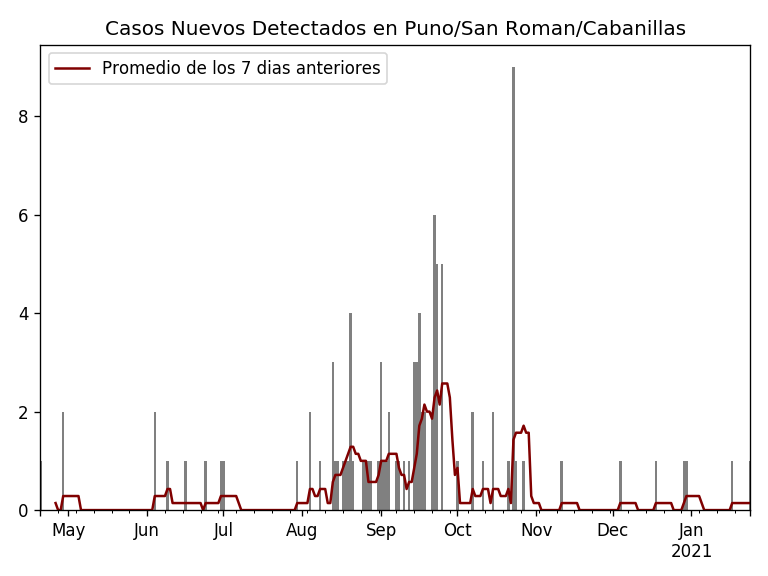 Casos Nuevos Detectados en Puno/San Roman/Cabanillas
Promedio de los 7 dias anteriores
8
6
4
2
0
May Jun Jul Aug Sep Oct Nov Dec Jan
2021